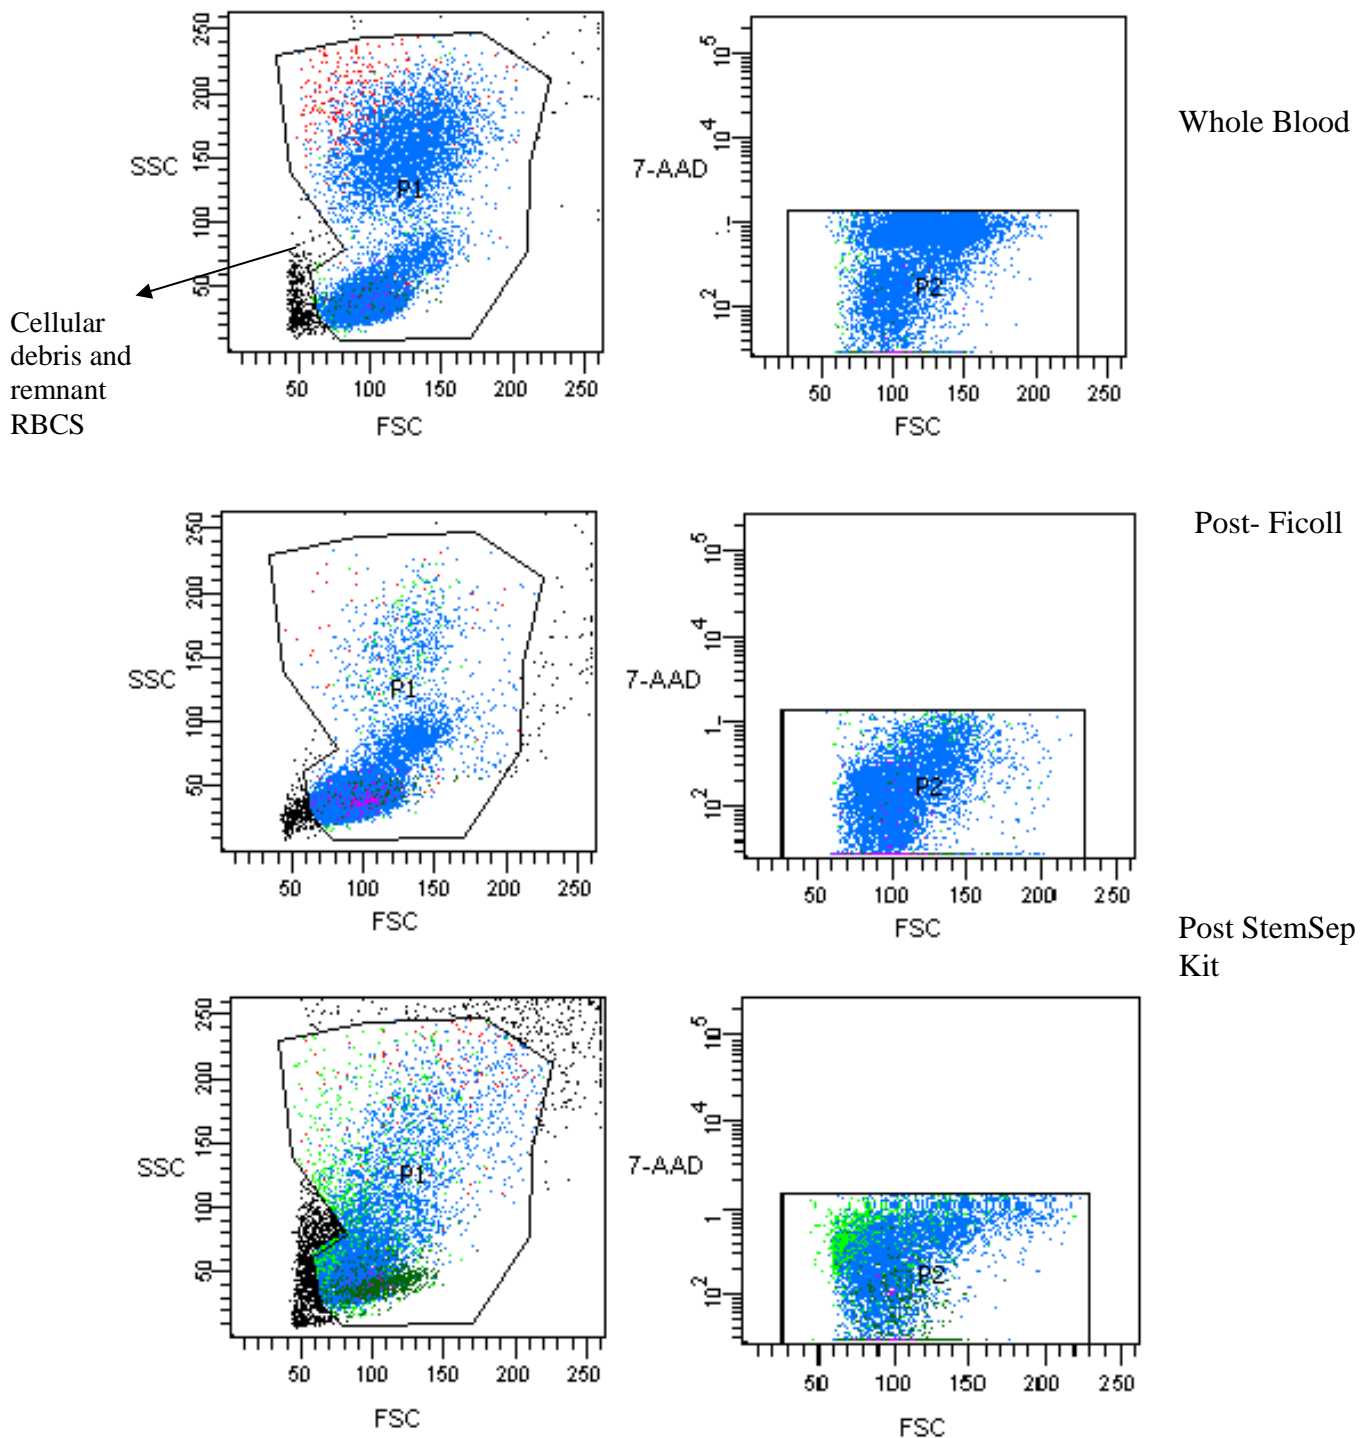 250
200
150
100
50
SSC
P1
50 100 150 200 250
FSC
10^5
10^4
10^2
7-AAD
P2
50 100 150 200 250
FSC
Whole Blood
Cellular
debris and
remnant
RBCS
250
200
150
100
50
SSC
P1
50 100 150 200 250
FSC
10^5
10^4
10^2
7-AAD
P2
50 100 150 200 250
FSC
Post- Ficoll
Post StemSep
Kit
250
200
150
100
50
SSC
P1
50 100 150 200 250
FSC
10^5
10^4
10^2
7-AAD
P2
50 100 150 200 250
FSC